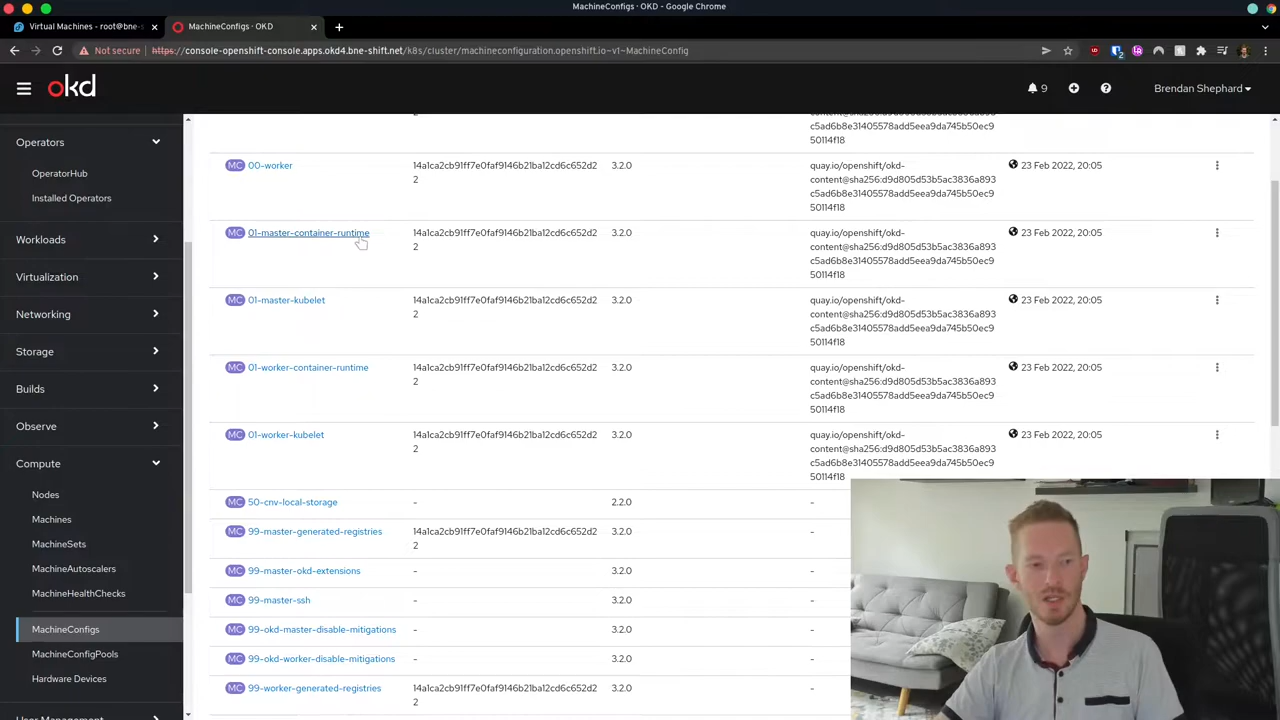 MachineConfigs · OKD - Google Chrome
Virtual Machines - root@bne-s
MachineConfigs · OKD
Not secure
https://console-openshift-console.apps.okd4.bne-shift.net/k8s/cluster/machineconfiguration.openshift.io~v1~MachineConfig
okd
9
Brendan Shephard
Operators
OperatorHub
Installed Operators
Workloads
Virtualization
Networking
Storage
Builds
Observe
Compute
Nodes
Machines
MachineSets
MachineAutoscalers
MachineHealthChecks
MachineConfigs
MachineConfigPools
Hardware Devices
User Management
2
c5ad6b8e31405578add5eea9da745b50ec9
50114f18
MC 00-worker 14a1ca2cb91ff7e0faf9146b21ba12cd6c652d2 3.2.0 quay.io/openshift/okd- 23 Feb 2022, 20:05
2 content@sha256:d9d805d53b5ac3836a893
c5ad6b8e31405578add5eea9da745b50ec9
50114f18
MC 01-master-container-runtime 14a1ca2cb91ff7e0faf9146b21ba12cd6c652d2 3.2.0 quay.io/openshift/okd- 23 Feb 2022, 20:05
2 content@sha256:d9d805d53b5ac3836a893
c5ad6b8e31405578add5eea9da745b50ec9
50114f18
MC 01-master-kubelet 14a1ca2cb91ff7e0faf9146b21ba12cd6c652d2 3.2.0 quay.io/openshift/okd- 23 Feb 2022, 20:05
2 content@sha256:d9d805d53b5ac3836a893
c5ad6b8e31405578add5eea9da745b50ec9
50114f18
MC 01-worker-container-runtime 14a1ca2cb91ff7e0faf9146b21ba12cd6c652d2 3.2.0 quay.io/openshift/okd- 23 Feb 2022, 20:05
2 content@sha256:d9d805d53b5ac3836a893
c5ad6b8e31405578add5eea9da745b50ec9
50114f18
MC 01-worker-kubelet 14a1ca2cb91ff7e0faf9146b21ba12cd6c652d2 3.2.0 quay.io/openshift/okd- 23 Feb 2022, 20:05
2 content@sha256:d9d805d53b5ac3836a893
c5ad6b8e31405578add5eea9da745b50ec9
50114f18
MC 50-cnv-local-storage - 2.2.0 -
MC 99-master-generated-registries 14a1ca2cb91ff7e0faf9146b21ba12cd6c652d2 3.2.0 -
2
MC 99-master-okd-extensions - 3.2.0 -
MC 99-master-ssh - 3.2.0 -
MC 99-okd-master-disable-mitigations - 3.2.0 -
MC 99-okd-worker-disable-mitigations - 3.2.0 -
MC 99-worker-generated-registries 14a1ca2cb91ff7e0faf9146b21ba12cd6c652d2 3.2.0 -
2